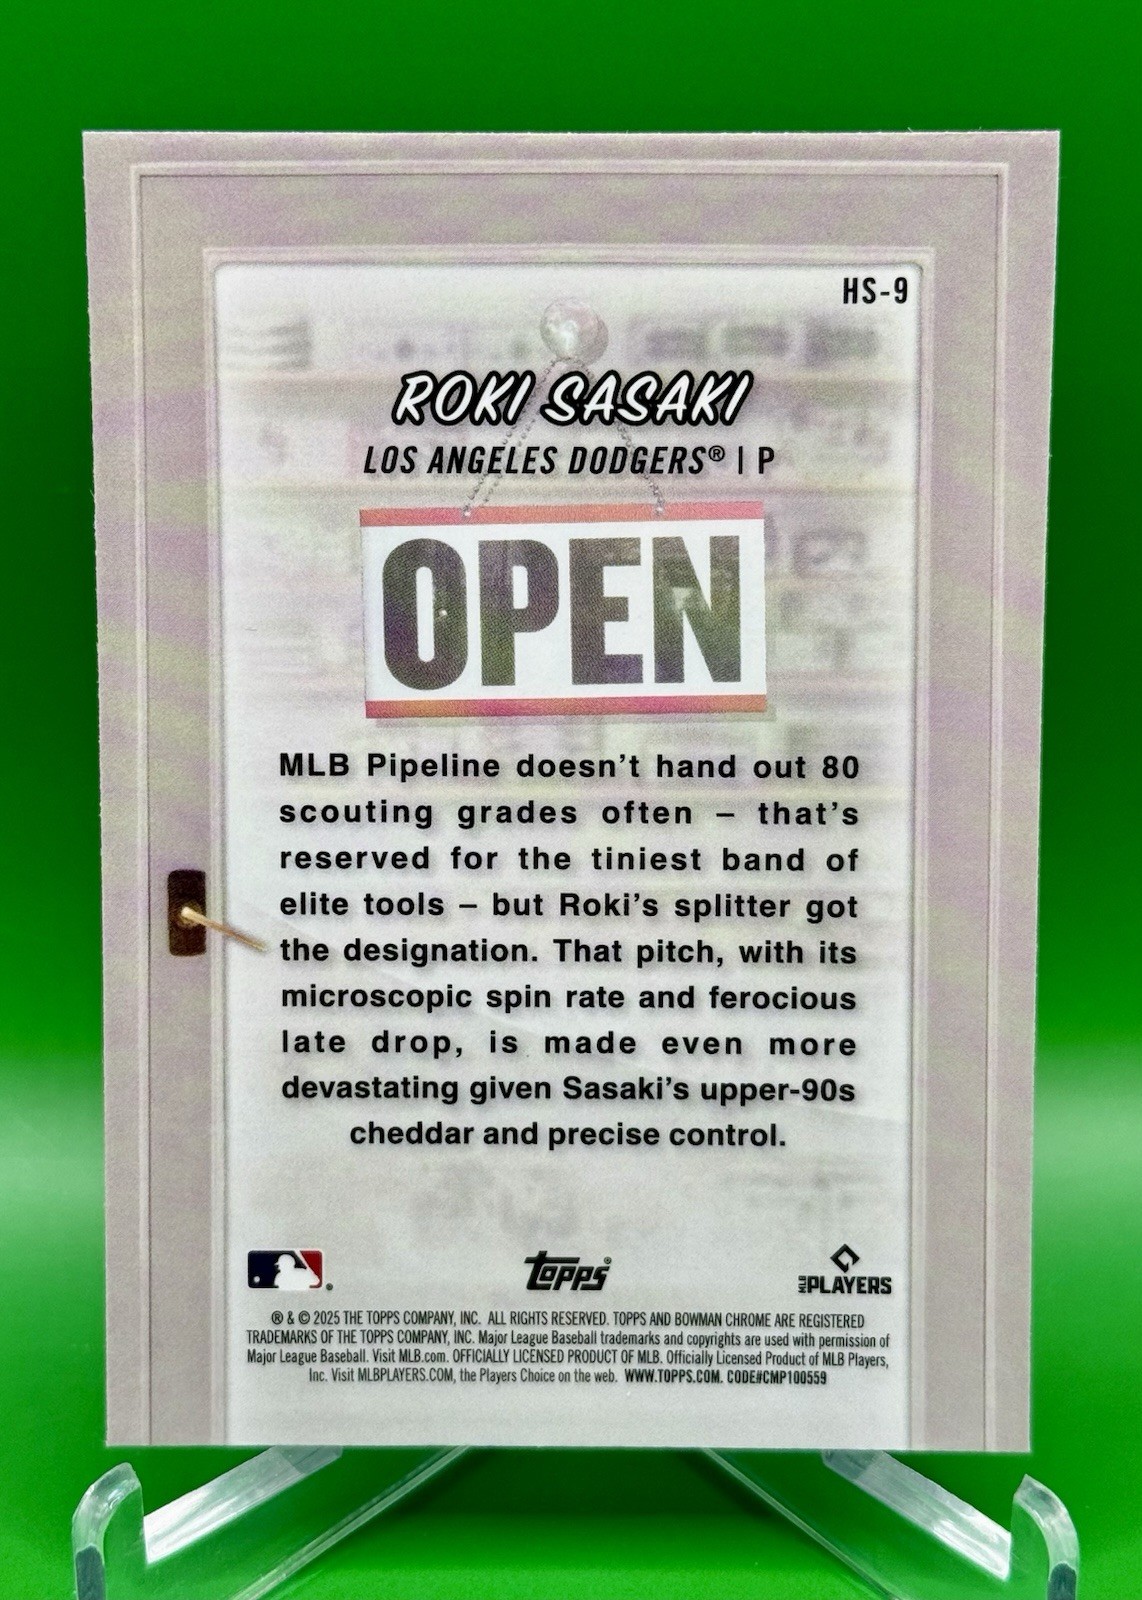 HS-9
ROKI SASAKI
LOS ANGELES DODGERS® | P
OPEN
MLB Pipeline doesn't hand out 80
scouting grades often – that's
reserved for the tiniest band of
elite tools – but Roki's splitter got
the designation. That pitch, with its
microscopic spin rate and ferocious
late drop, is made even more
devastating given Sasaki's upper-90s
cheddar and precise control.
® topps® MLB PLAYERS
® & © 2025 THE TOPPS COMPANY, INC. ALL RIGHTS RESERVED. TOPPS AND BOWMAN CHROME ARE REGISTERED
TRADEMARKS OF THE TOPPS COMPANY, INC. Major League Baseball trademarks and copyrights are used with permission of
Major League Baseball. Visit MLB.com. OFFICIALLY LICENSED PRODUCT OF MLB. Officially Licensed Product of MLB Players,
Inc. Visit MLBPLAYERS.COM, the Players Choice on the web. WWW.TOPPS.COM. CODE#CMP100559